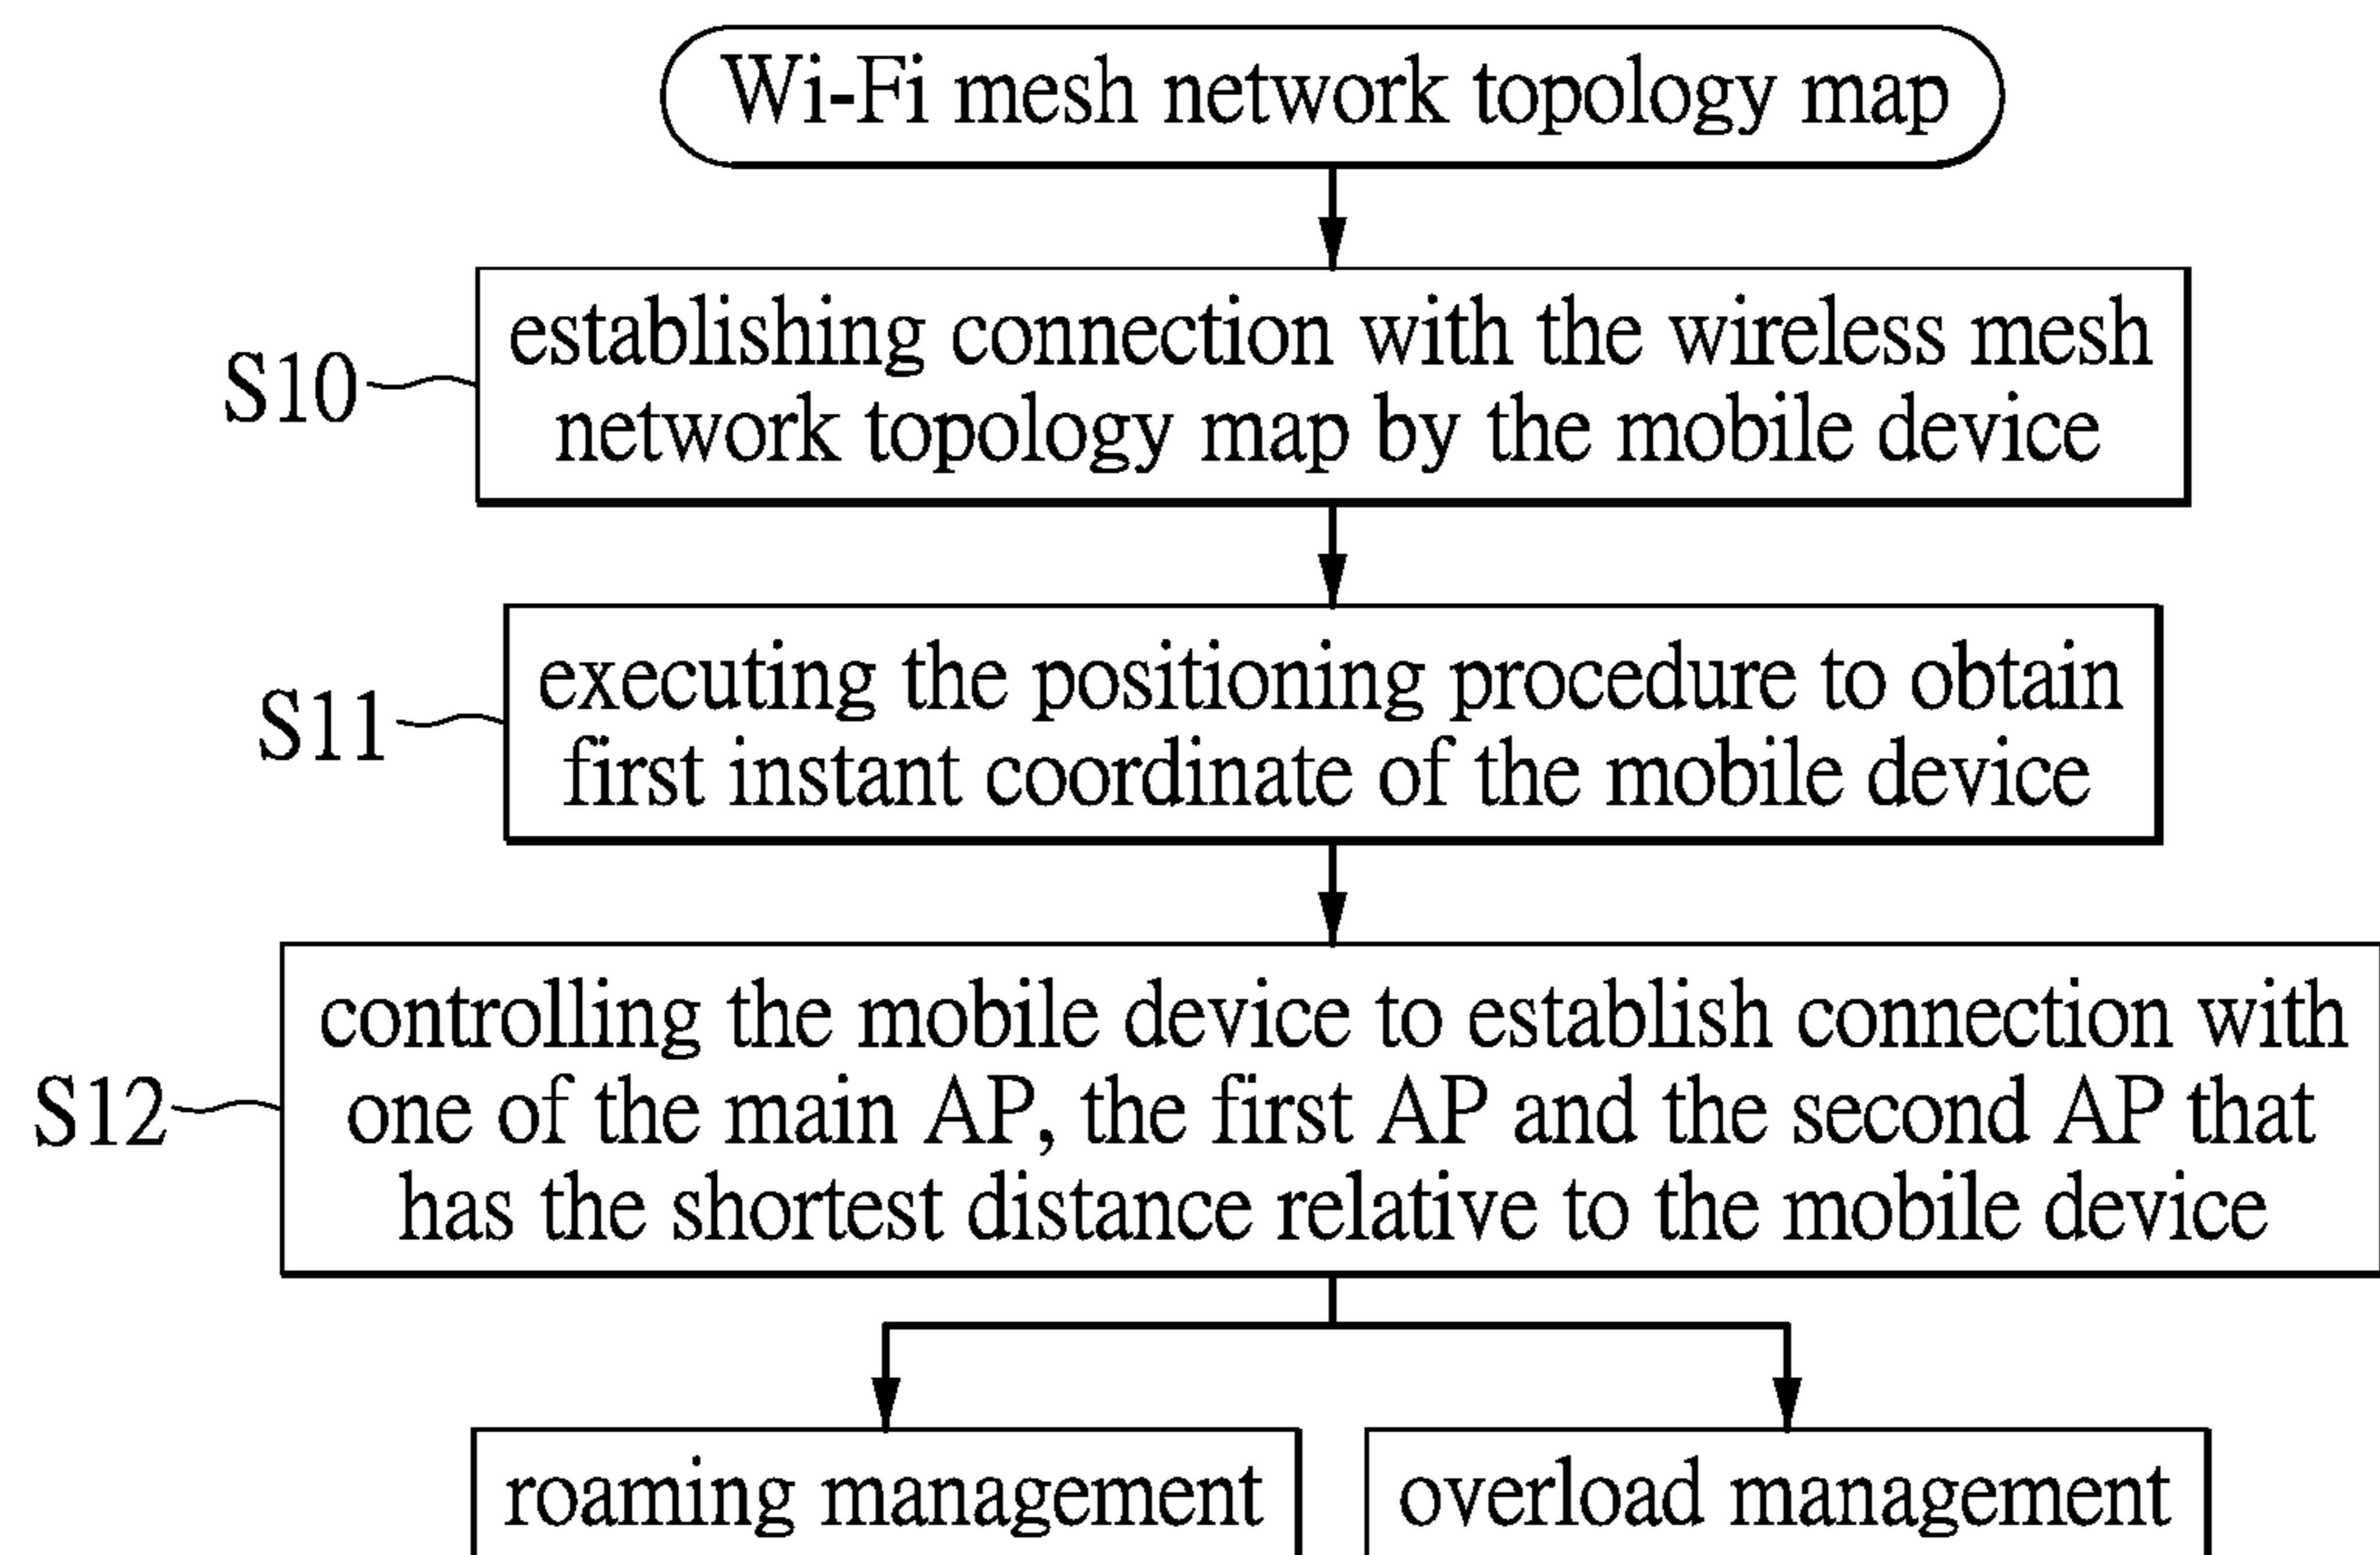 Wi-Fi mesh network topology map
S10
establishing connection with the wireless mesh
network topology map by the mobile device
S11
executing the positioning procedure to obtain
first instant coordinate of the mobile device
S12
controlling the mobile device to establish connection with
one of the main AP, the first AP and the second AP that
has the shortest distance relative to the mobile device
roaming management
overload management